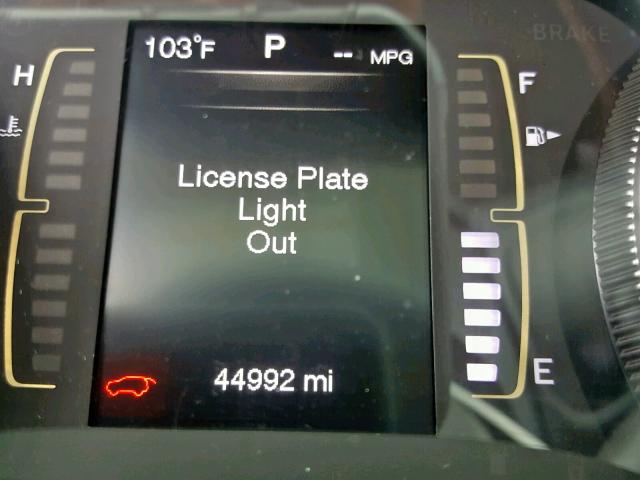 BRAKE
103°F P -- MPG
H F
License Plate
Light
Out
44992 mi E